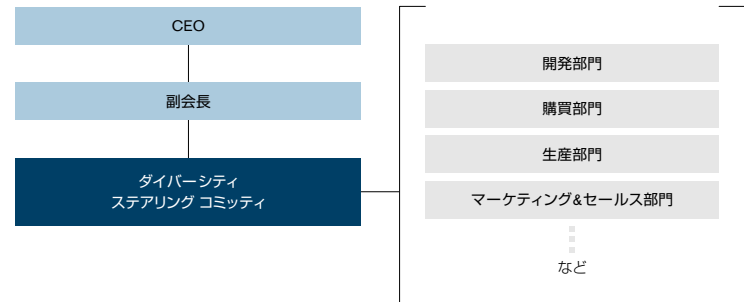 CEO
副会長
ダイバーシティ
ステアリング コミッティ
開発部門
購買部門
生産部門
マーケティング&セールス部門
など